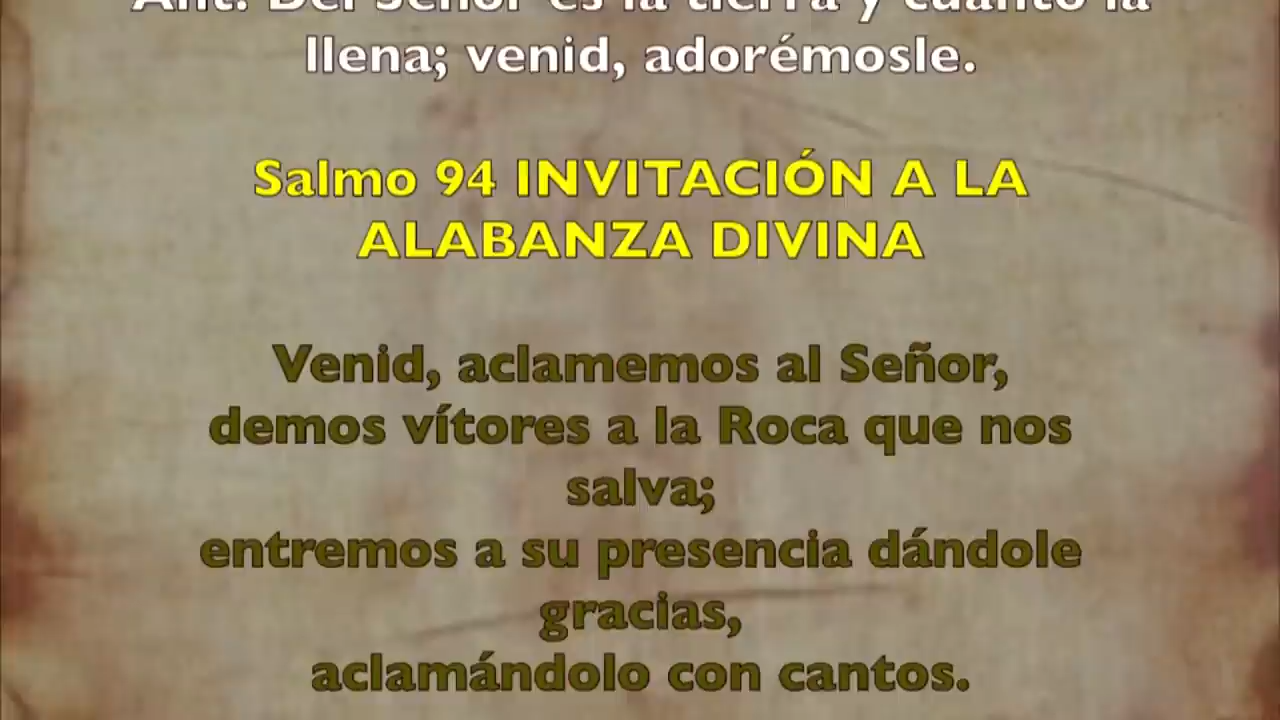 Ant. Del Señor es la tierra y cuanto la
llena; venid, adorémosle.
Salmo 94 INVITACIÓN A LA
ALABANZA DIVINA
Venid, aclamemos al Señor,
demos vítores a la Roca que nos
salva;
entremos a su presencia dándole
gracias,
aclamándolo con cantos.